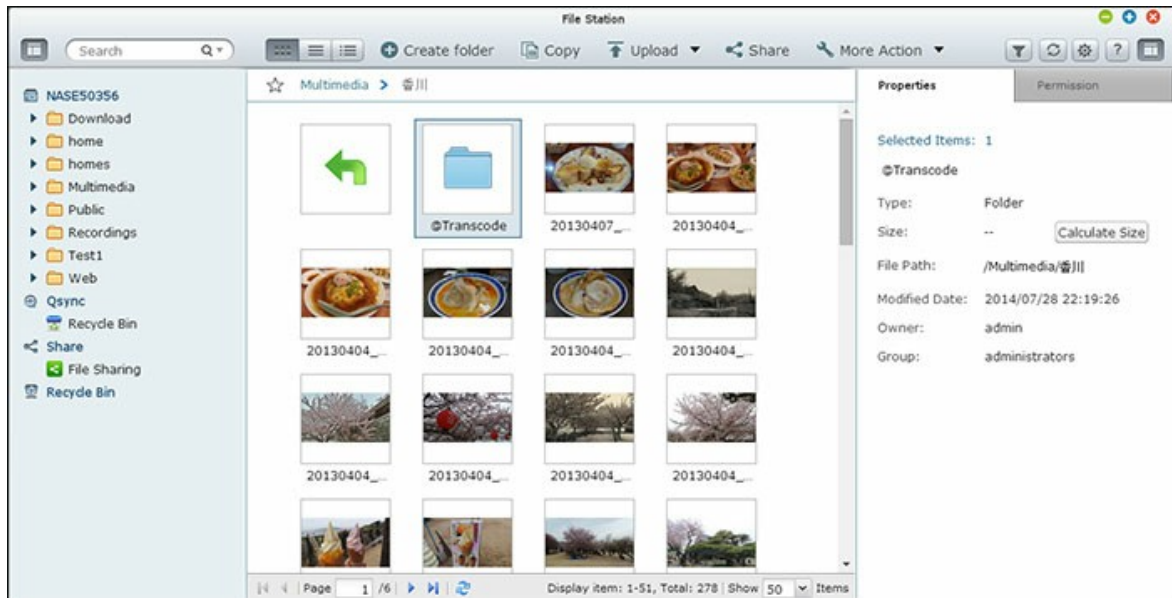 File Station
Search
Create folder
Copy
Upload
Share
More Action
?
NASE50356
Download
home
homes
Multimedia
Public
Recordings
Test1
Web
Qsync
Recycle Bin
Share
File Sharing
Recycle Bin
Multimedia > 香川
@Transcode
20130407_...
20130404_...
20130404_...
20130404_...
20130404_...
20130404_...
20130404_...
20130404_...
20130404_...
20130404_...
Page 1 /6
Display item: 1-51, Total: 278 Show 50 Items
Properties
Permission
Selected Items: 1
@Transcode
Type: Folder
Size: -- Calculate Size
File Path: /Multimedia/香川
Modified Date: 2014/07/28 22:19:26
Owner: admin
Group: administrators